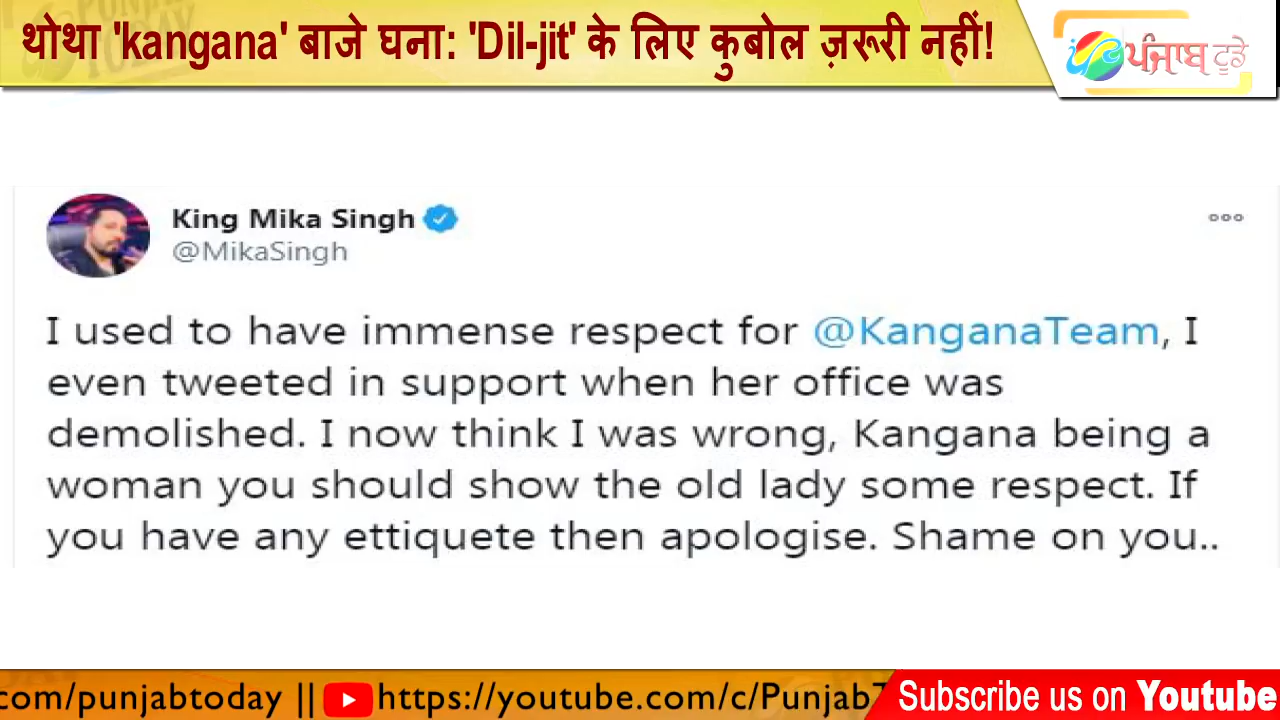 थोथा 'kangana' बाजे घना: 'Dil-jit' के लिए कुबोल ज़रूरी नहीं!
ਪੰਜਾਬ ਟੂਡੇ
King Mika Singh
@MikaSingh
I used to have immense respect for @KanganaTeam, I
even tweeted in support when her office was
demolished. I now think I was wrong, Kangana being a
woman you should show the old lady some respect. If
you have any ettiquete then apologise. Shame on you..
com/punjabtoday || https://youtube.com/c/PunjabT
Subscribe us on Youtube